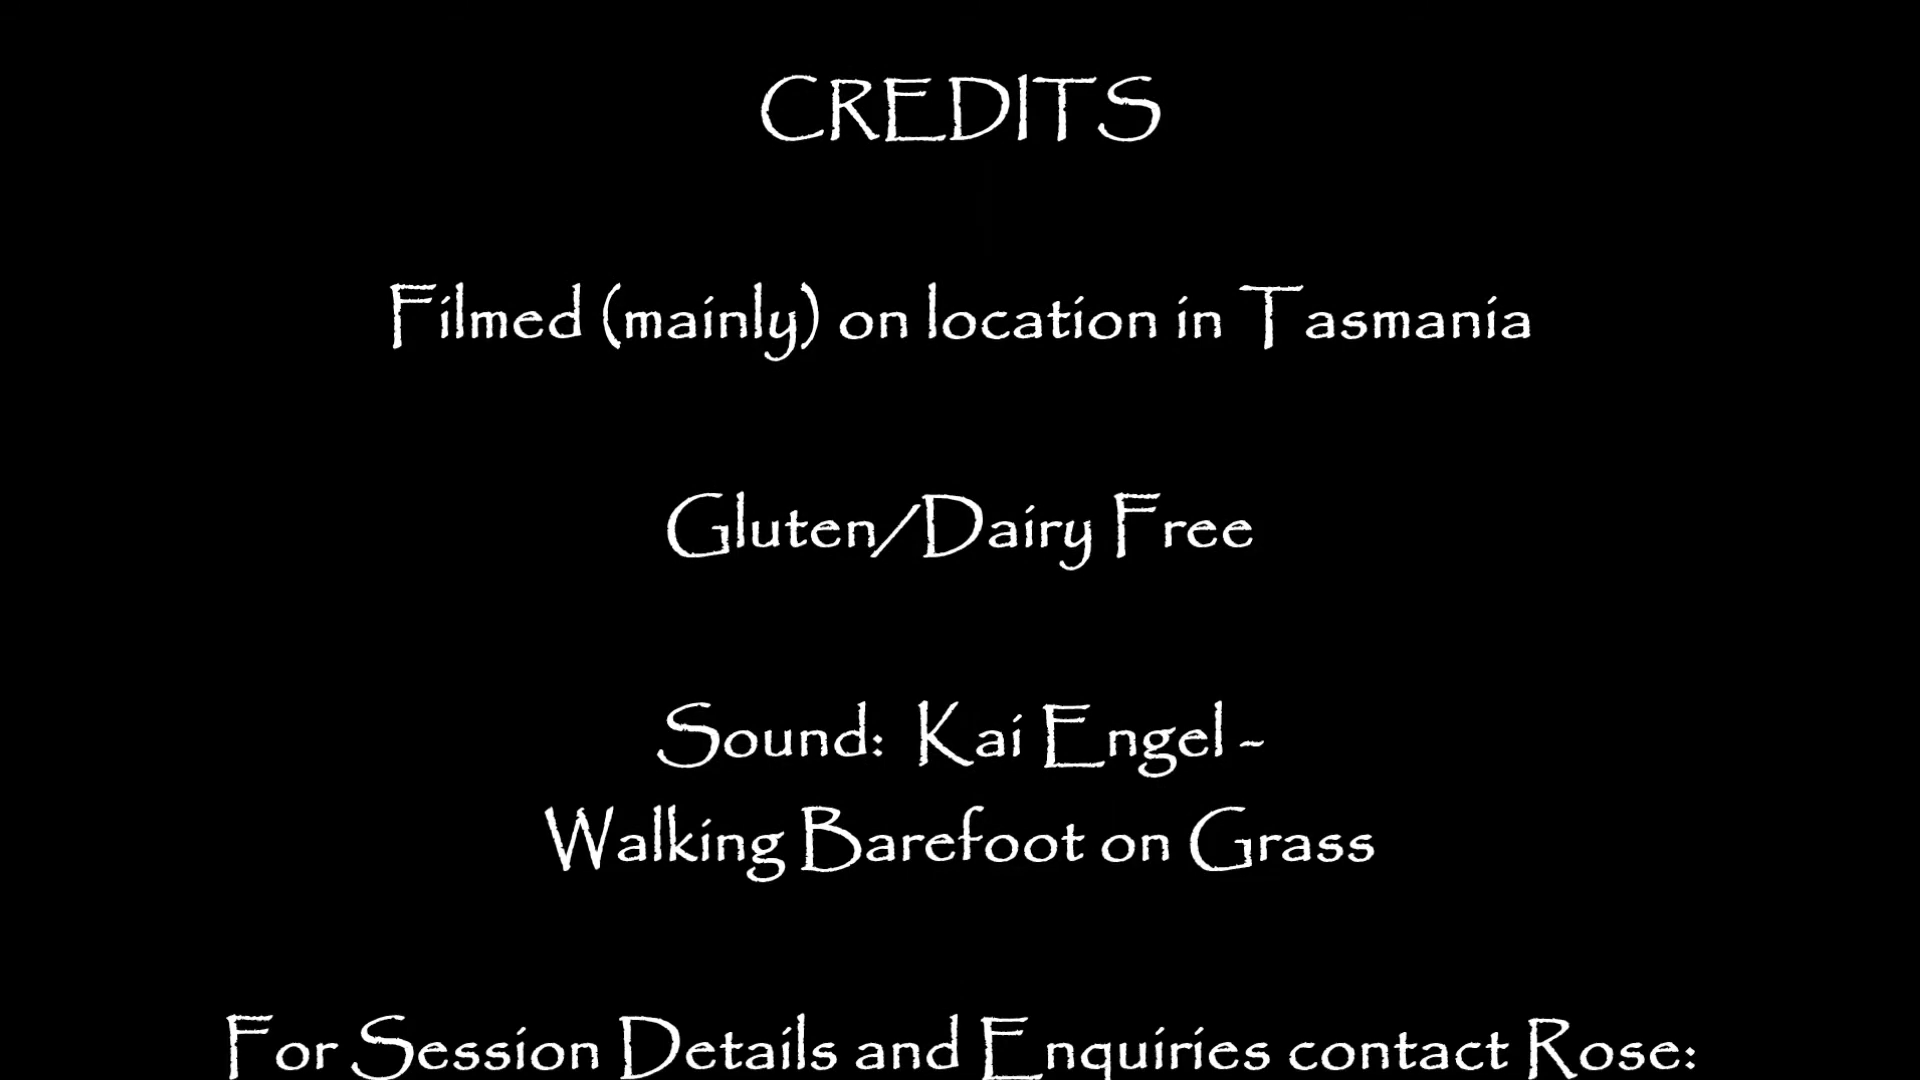 CREDITS
Filmed (mainly) on location in Tasmania
Gluten/Dairy Free
Sound:  Kai Engel -
Walking Barefoot on Grass
For Session Details and Enquiries contact Rose: